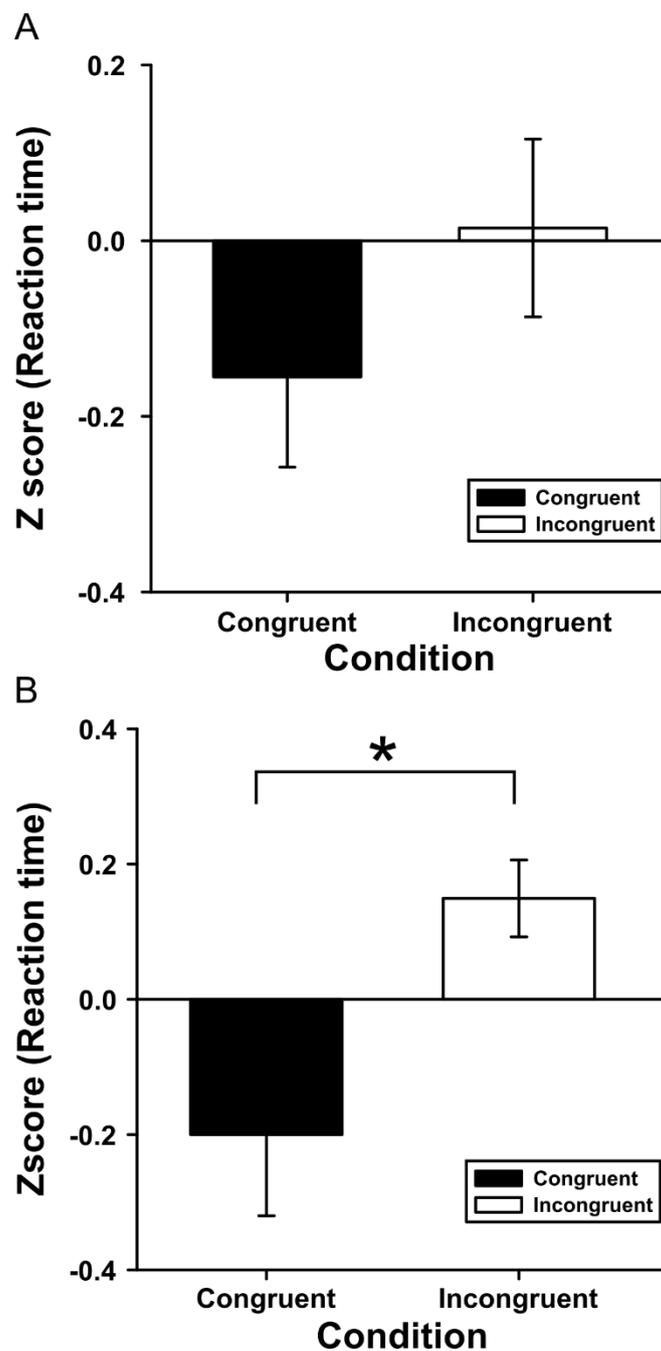 A
0.2
0.0
-0.2
-0.4
Z score (Reaction time)
Congruent
Incongruent
Congruent
Incongruent
Condition
B
0.4
0.2
0.0
-0.2
-0.4
Zscore (Reaction time)
*
Congruent
Incongruent
Congruent
Incongruent
Condition